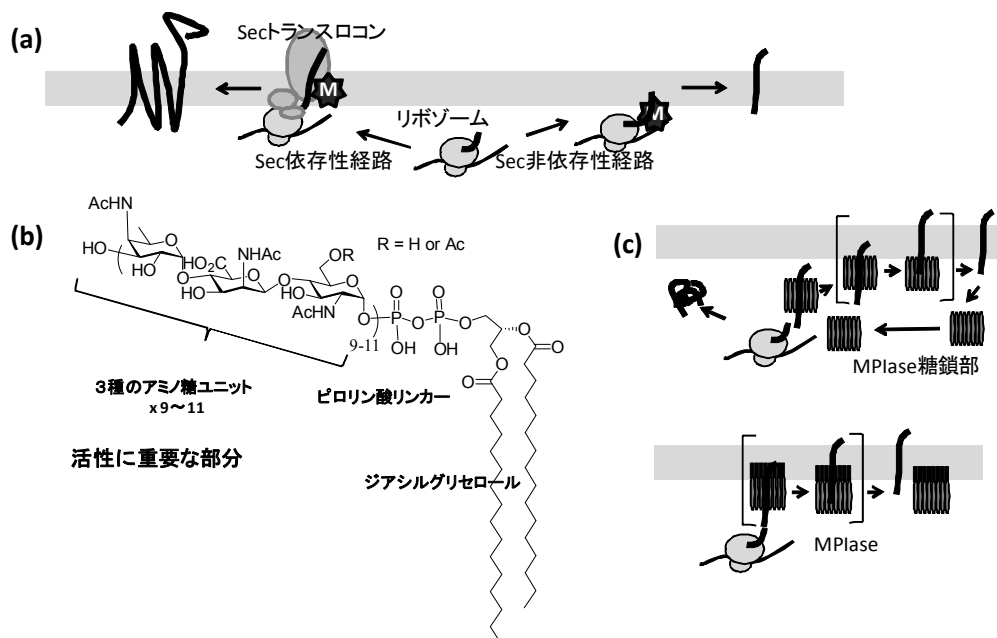 (a)
Secトランスロコン
M
リボゾーム
M
Sec依存性経路
Sec非依存性経路
(b)
AcHN
HO
HO
O
O
HO₂C
NHAc
HO
O
O
R = H or Ac
OR
HO
AcHN
O
O
9-11
O
P
OH
O
O
P
OH
O
O
O
O
O
３種のアミノ糖ユニット
x 9〜11
活性に重要な部分
ピロリン酸リンカー
ジアシルグリセロール
(c)
MPIase糖鎖部
MPIase